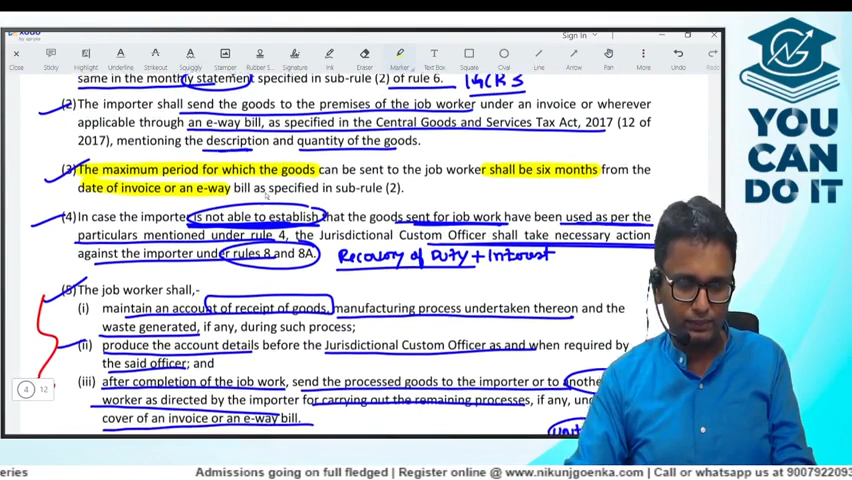 Sign In
Close
Sticky
Highlight
Underline
Strikeout
Squiggly
Stamper
Ink
Eraser
Marker
Text
Square
Oval
Line
Arrow
Pan
More
same in the monthly statement specified in sub-rule (2) of rule 6.
(2) The importer shall send the goods to the premises of the job worker under an invoice or wherever
applicable through an e-way bill, as specified in the Central Goods and Services Tax Act, 2017 (12 of
2017), mentioning the description and quantity of the goods.
(3) The maximum period for which the goods can be sent to the job worker shall be six months from the
date of invoice or an e-way bill as specified in sub-rule (2).
(4) In case the importer is not able to establish that the goods sent for job work have been used as per the
particulars mentioned under rule 4, the Jurisdictional Custom Officer shall take necessary action
against the importer under rules 8 and 8A. Recovery of Duty + Interest
(5) The job worker shall,-
(i) maintain an account of receipt of goods, manufacturing process undertaken thereon and the
waste generated, if any, during such process;
(ii) produce the account details before the Jurisdictional Custom Officer as and when required by
the said officer; and
(iii) after completion of the job work, send the processed goods to the importer or to
worker as directed by the importer for carrying out the remaining processes, if any,
cover of an invoice or an e-way bill.
4 12
NG
YOU
CAN
DO IT
eries
Admissions going on full fledged | Register online @ www.nikunjgoenka.com | Call or whatsapp us at 9007922093